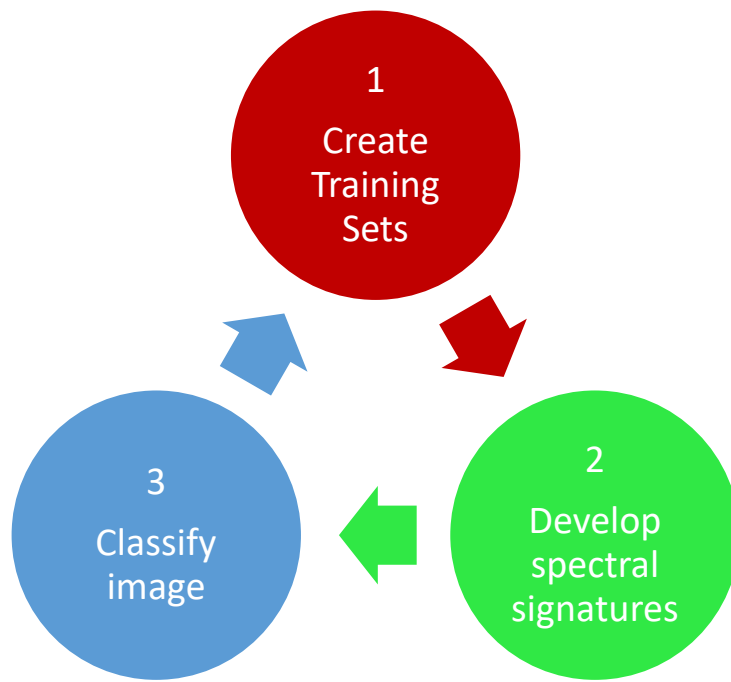 1
Create
Training
Sets
2
Develop
spectral
signatures
3
Classify
image